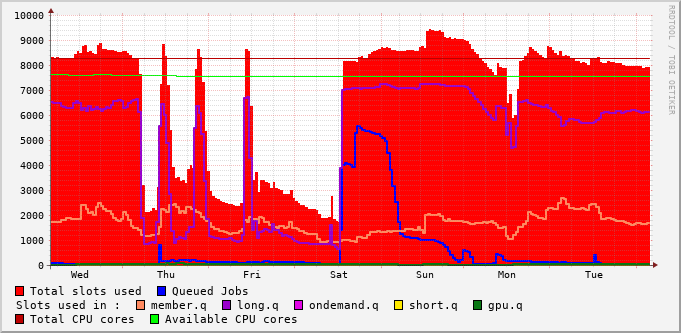 10000
9000
8000
7000
6000
5000
4000
3000
2000
1000
0
Wed Thu Fri Sat Sun Mon Tue
RRDTOOL / TOBI OETIKER
Total slots used Queued Jobs
Slots used in : member.q long.q ondemand.q short.q gpu.q
Total CPU cores Available CPU cores